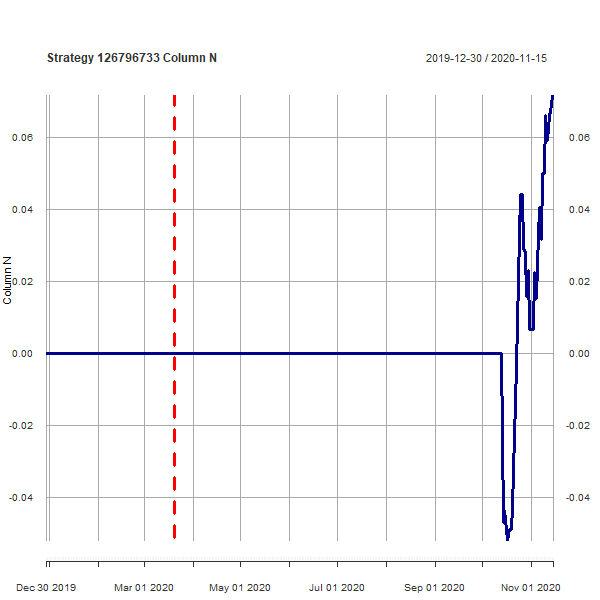 Strategy 126796733 Column N
2019-12-30 / 2020-11-15
0.06
0.04
0.02
0.00
-0.02
-0.04
Column N
0.06
0.04
0.02
0.00
-0.02
-0.04
Dec 30 2019
Mar 01 2020
May 01 2020
Jul 01 2020
Sep 01 2020
Nov 01 2020